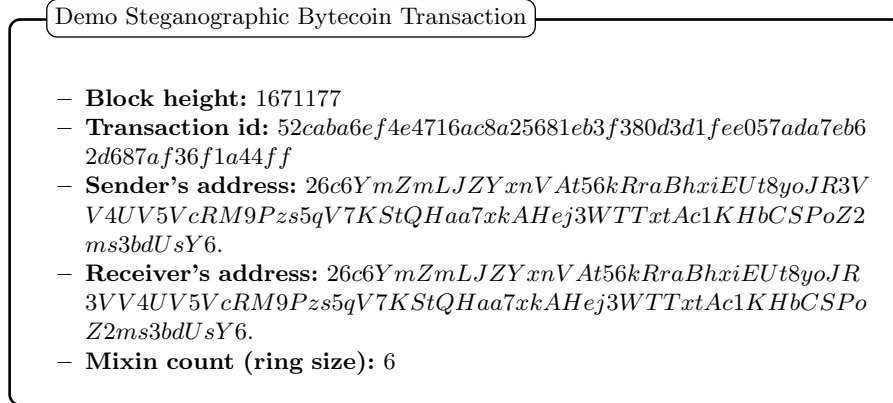 Demo Steganographic Bytecoin Transaction
– Block height: 1671177
– Transaction id: 52caba6ef4e4716ac8a25681eb3f380d3d1fee057ada7eb6
2d687af36f1a44ff
– Sender's address: 26c6YmZmLJZYxnVAt56kRraBhxiEUt8yoJR3V
V4UV5VcRM9Pzs5qV7KStQHaa7xkAHej3WTTxtAc1KHbCSPoZ2
ms3bdUsY6.
– Receiver's address: 26c6YmZmLJZYxnVAt56kRraBhxiEUt8yoJR
3VV4UV5VcRM9Pzs5qV7KStQHaa7xkAHej3WTTxtAc1KHbCSPo
Z2ms3bdUsY6.
– Mixin count (ring size): 6